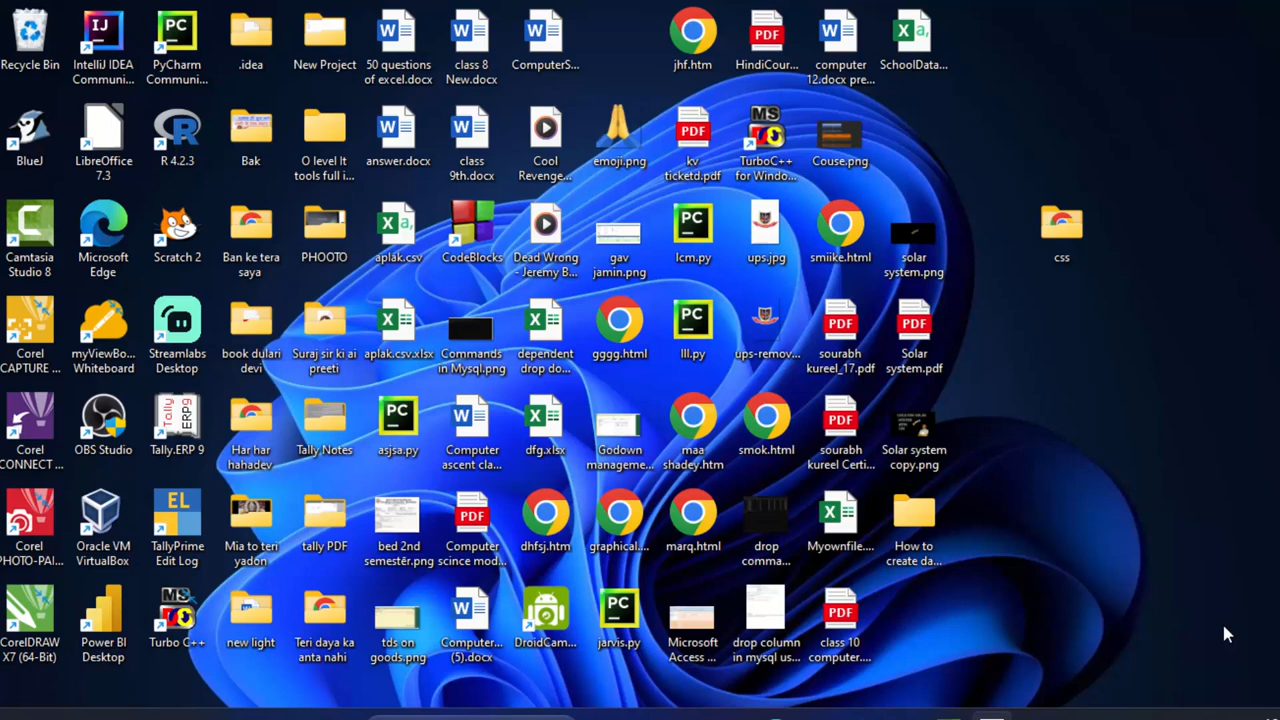 Recycle Bin
IntelliJ IDEA
Communi...
PyCharm
Communi...
.idea
New Project
50 questions
of excel.docx
class 8
New.docx
ComputerS...
jhf.htm
HindiCour...
computer
12.docx pre...
SchoolData...
BlueJ
LibreOffice
7.3
R 4.2.3
Bak
O level It
tools full i...
answer.docx
class
9th.docx
Cool
Revenge...
emoji.png
kv
ticketd.pdf
TurboC++
for Windo...
Couse.png
Camtasia
Studio 8
Microsoft
Edge
Scratch 2
Ban ke tera
saya
PHOOTO
aplak.csv
CodeBlocks
Dead Wrong
- Jeremy B...
gav
jamin.png
lcm.py
ups.jpg
smiike.html
solar
system.png
css
Corel
CAPTURE ...
myViewBo...
Whiteboard
Streamlabs
Desktop
book dulari
devi
Suraj sir ki ai
preeti
aplak.csv.xlsx
Commands
in Mysql.png
dependent
drop do...
gggg.html
lll.py
ups-remov...
sourabh
kureel_17.pdf
Solar
system.pdf
Corel
CONNECT ...
OBS Studio
Tally.ERP 9
Har har
hahadev
Tally Notes
asjsa.py
Computer
ascent cla...
dfg.xlsx
Godown
manageme...
maa
shadey.htm
smok.html
sourabh
kureel Certi...
Solar system
copy.png
Corel
PHOTO-PAI...
Oracle VM
VirtualBox
TallyPrime
Edit Log
Mia to teri
yadon
tally PDF
bed 2nd
semester.png
Computer
scince mod...
dhfsj.htm
graphical....
marq.html
drop
comma...
Myownfile....
How to
create da...
CorelDRAW
X7 (64-Bit)
Power BI
Desktop
Turbo C++
new light
Teri daya ka
anta nahi
tds on
goods.png
Computer...
(5).docx
DroidCam...
jarvis.py
Microsoft
Access ...
drop column
in mysql us...
class 10
computer....